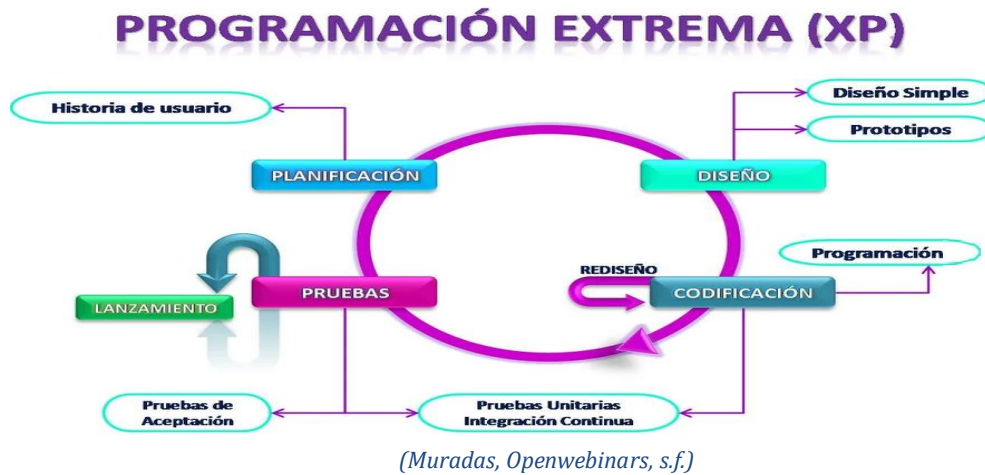 PROGRAMACIÓN EXTREMA (XP)
Historia de usuario
Diseño Simple
Prototipos
PLANIFICACIÓN
DISEÑO
Programación
REDISEÑO
PRUEBAS
CODIFICACIÓN
LANZAMIENTO
Pruebas de
Aceptación
Pruebas Unitarias
Integración Continua
(Muradas, Openwebinars, s.f.)